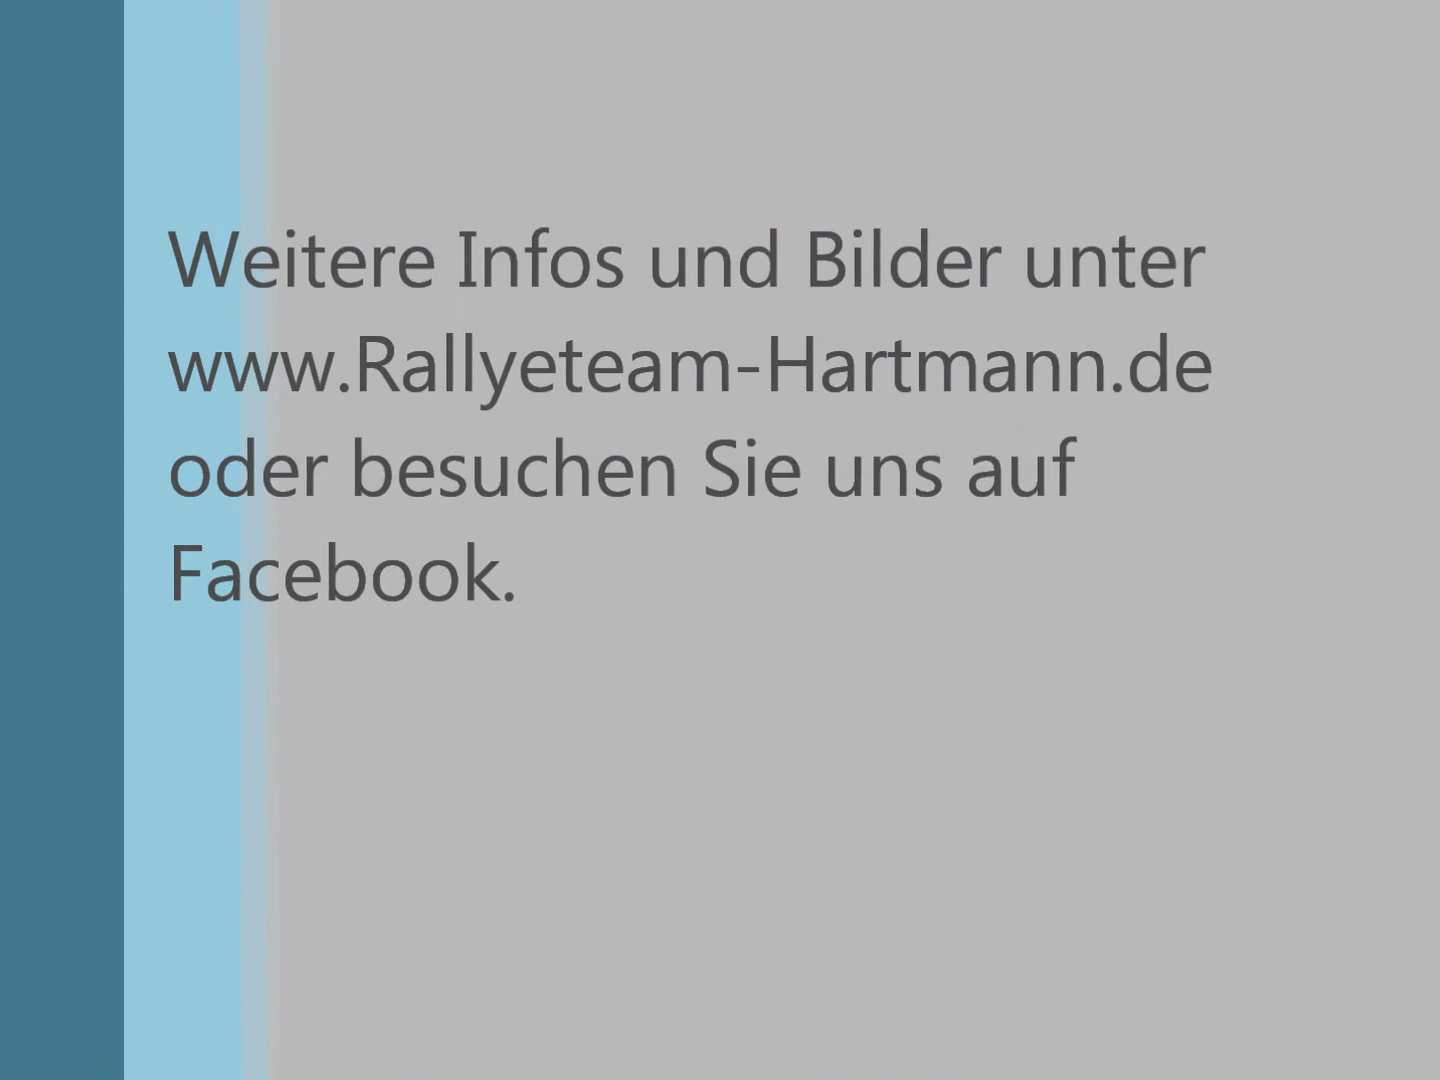 Weitere Infos und Bilder unter
www.Rallyeteam-Hartmann.de
oder besuchen Sie uns auf
Facebook.